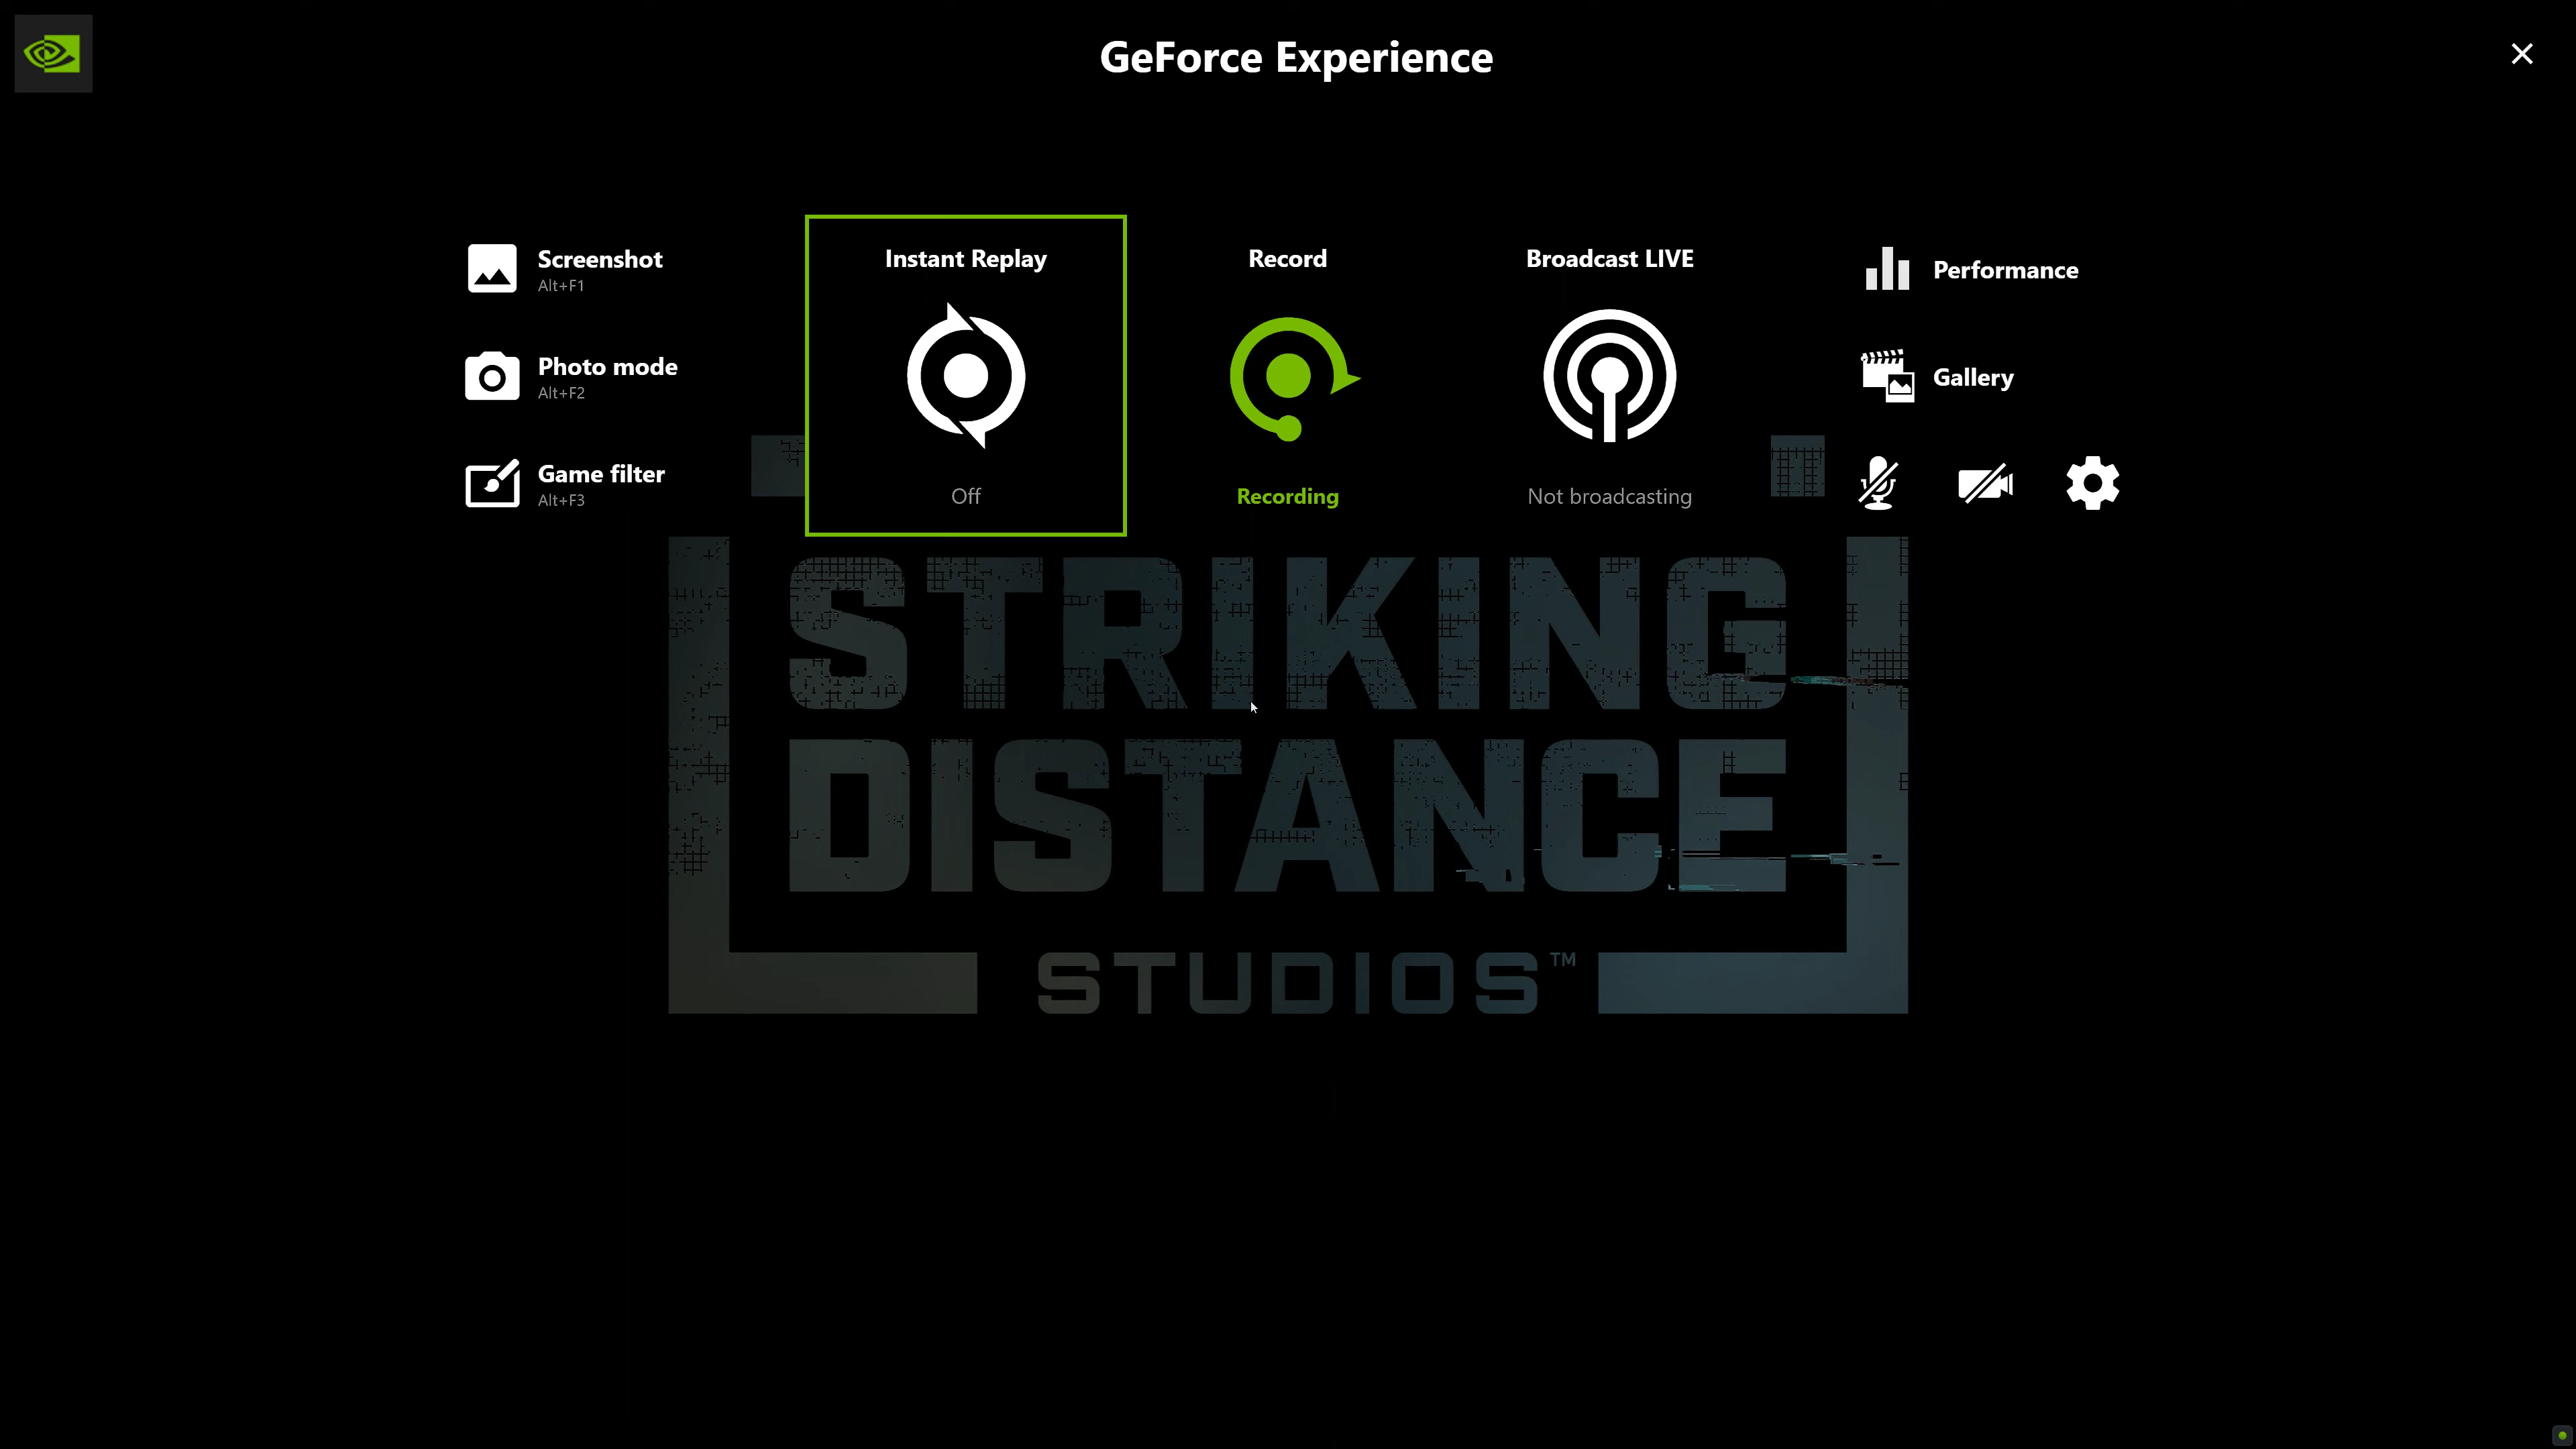 GeForce Experience
Screenshot
Alt+F1
Photo mode
Alt+F2
Game filter
Alt+F3
Instant Replay
Off
Record
Recording
Broadcast LIVE
Not broadcasting
Performance
Gallery
STRIKING
DISTANCE
STUDIOS™